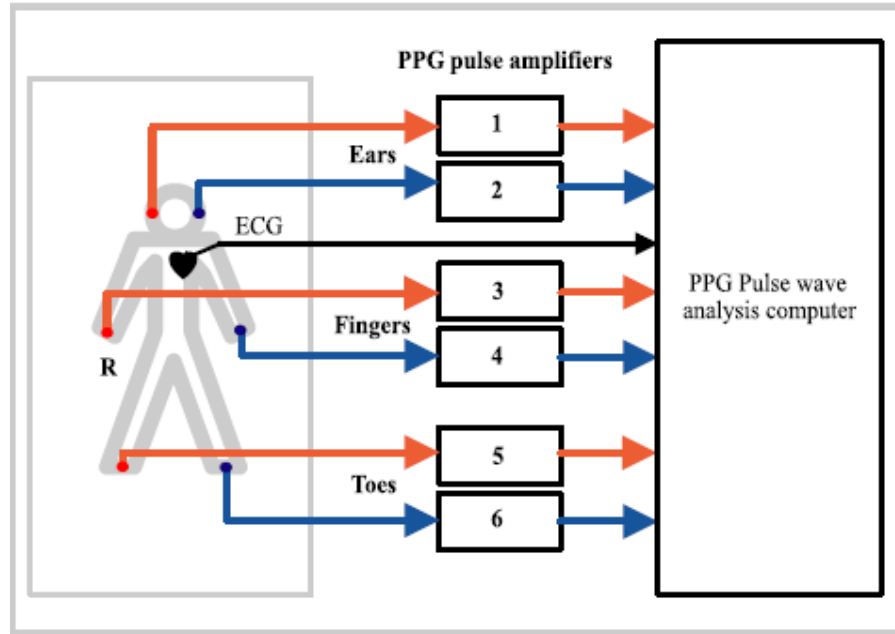 PPG pulse amplifiers
1
Ears
2
ECG
3
PPG Pulse wave
analysis computer
Fingers
4
R
5
Toes
6